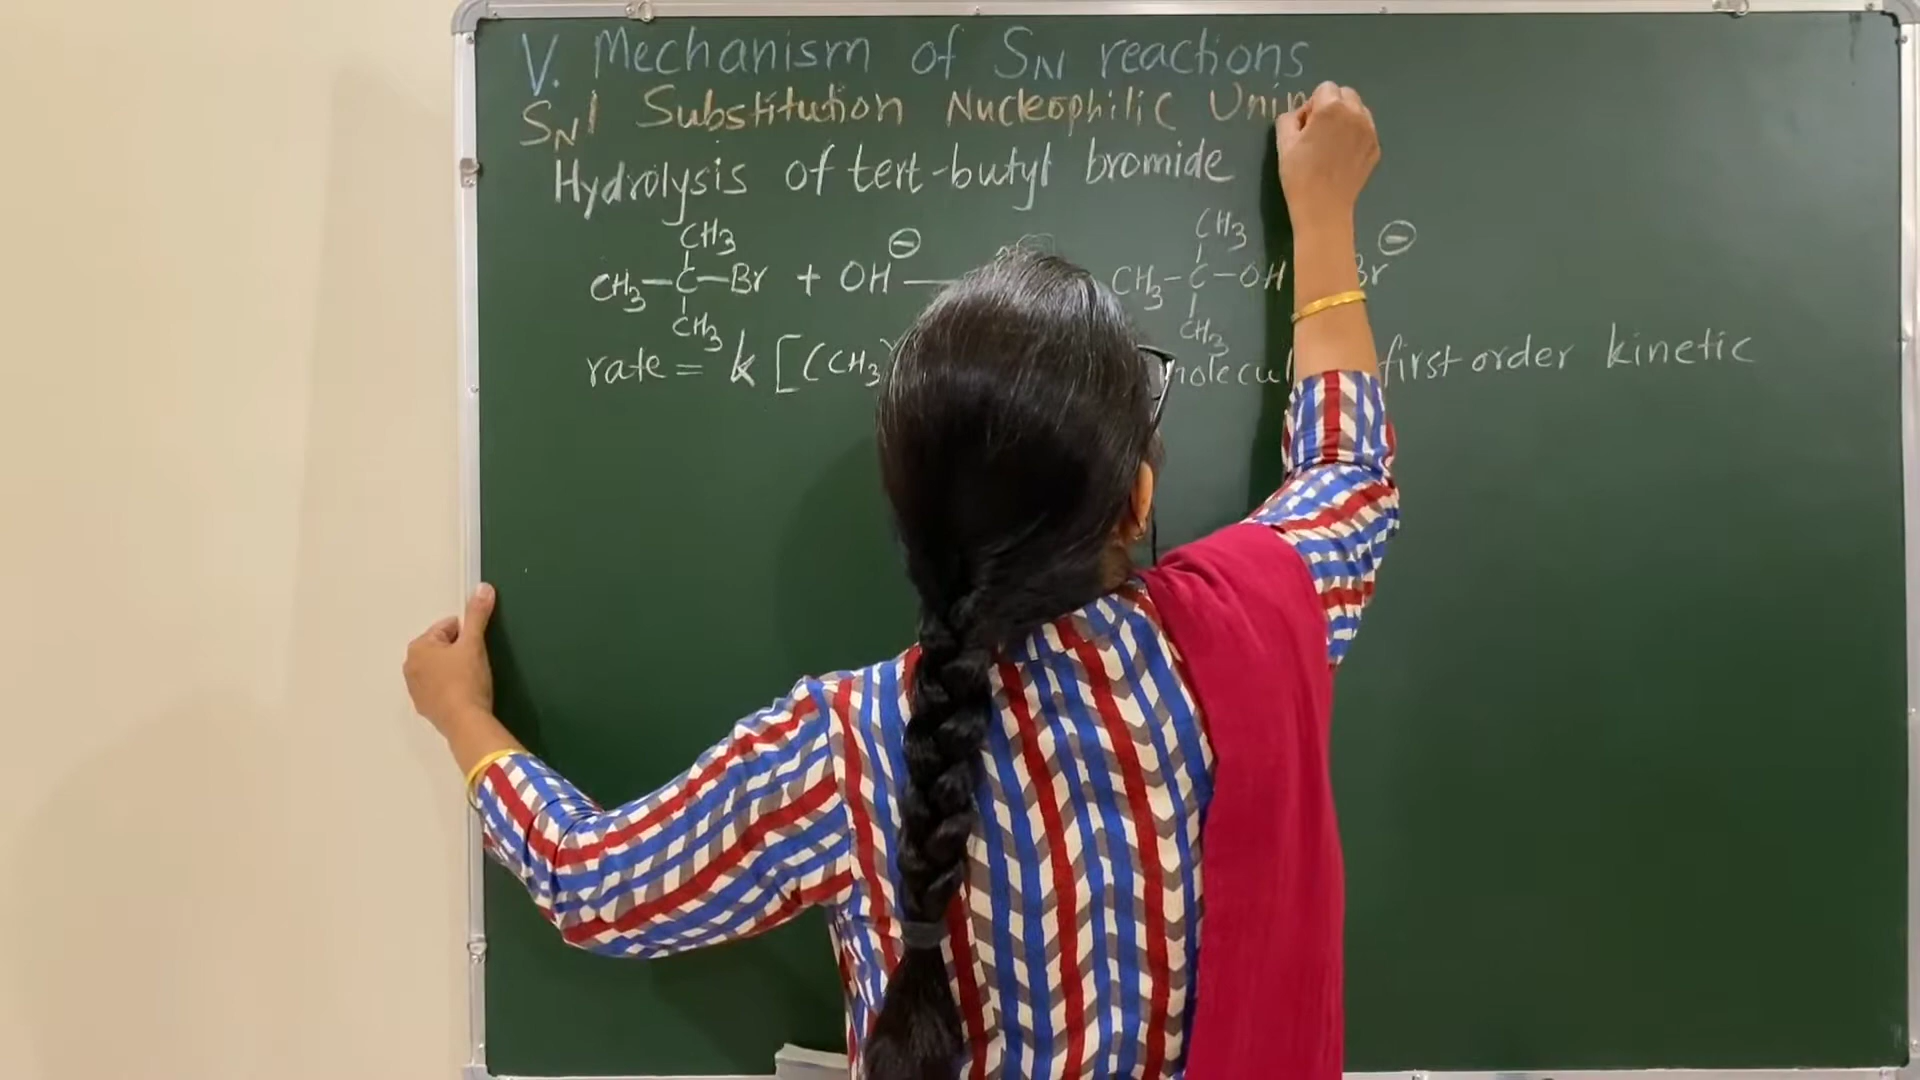 V. Mechanism of SN reactions
SN1 Substitution Nucleophilic Unim
Hydrolysis of tert-butyl bromide
CH3 ⊖ CH3 ⊖
CH3—C—Br + OH — CH3—C—OH Br
CH3 CH3
rate = k [(CH3) molecul first order kinetic